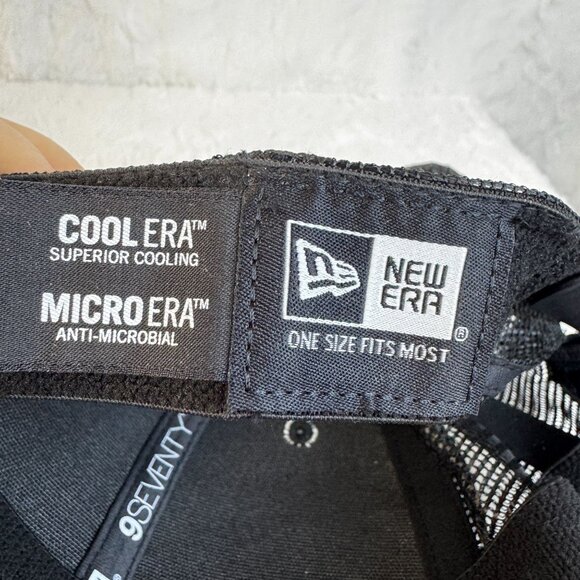 COOL ERA™
SUPERIOR COOLING
MICRO ERA™
ANTI-MICROBIAL
NEW
ERA
®
ONE SIZE FITS MOST
9SEVENTY